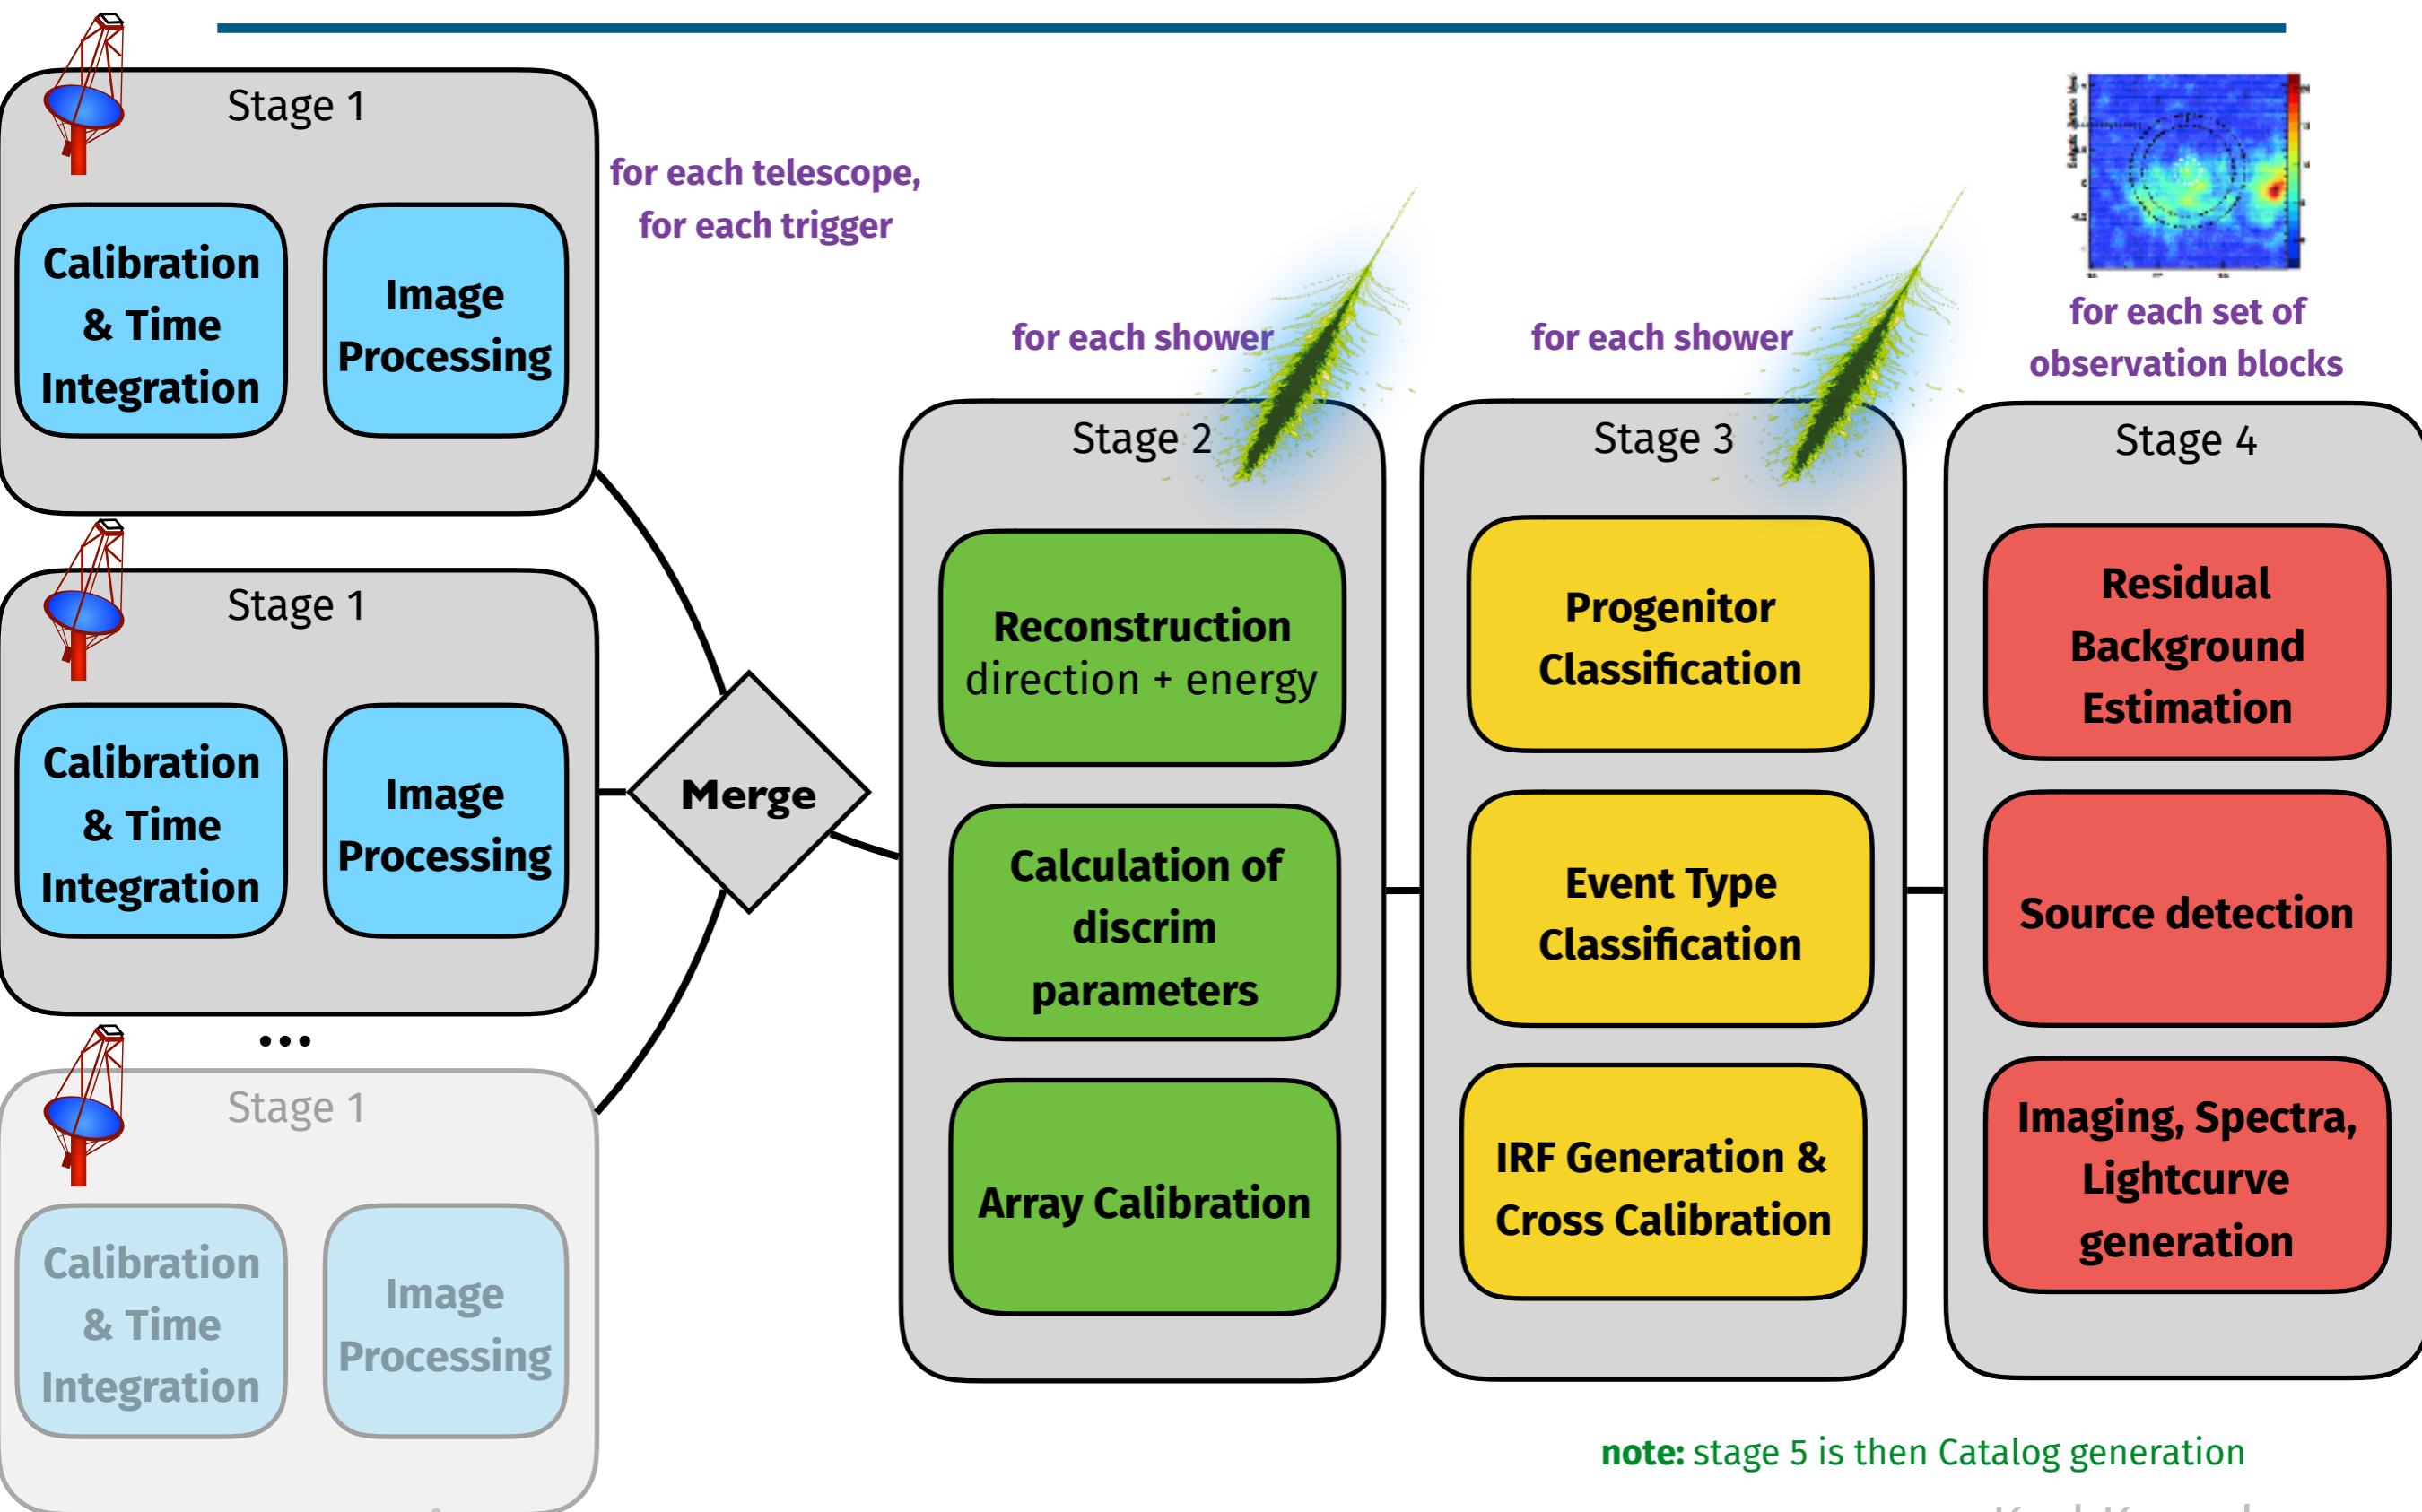 Stage 1
Calibration
& Time
Integration
Image
Processing
for each telescope,
for each trigger
Stage 1
Calibration
& Time
Integration
Image
Processing
...
Stage 1
Calibration
& Time
Integration
Image
Processing
Merge
for each shower
Stage 2
Reconstruction
direction + energy
Calculation of
discrim
parameters
Array Calibration
for each shower
Stage 3
Progenitor
Classification
Event Type
Classification
IRF Generation &
Cross Calibration
for each set of
observation blocks
Stage 4
Residual
Background
Estimation
Source detection
Imaging, Spectra,
Lightcurve
generation
note: stage 5 is then Catalog generation